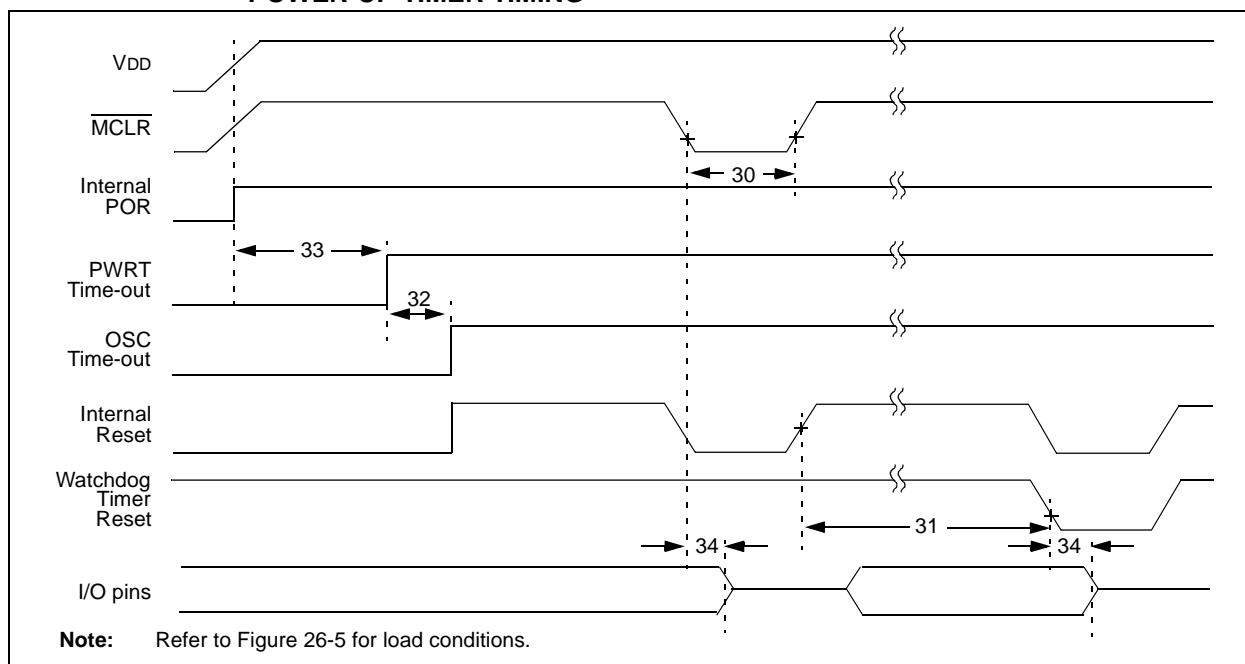 POWER-UP TIMER TIMING
VDD
MCLR
30
Internal
POR
33
PWRT
Time-out
32
OSC
Time-out
Internal
Reset
Watchdog
Timer
Reset
31
34
34
I/O pins
Note: Refer to Figure 26-5 for load conditions.